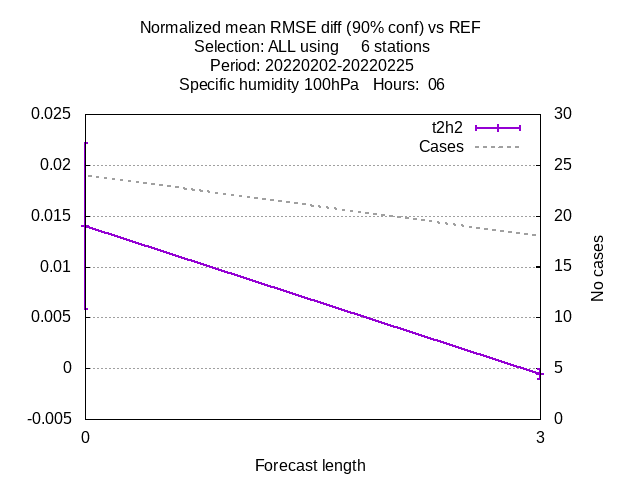 Normalized mean RMSE diff (90% conf) vs REF
Selection: ALL using     6 stations
Period: 20220202-20220225
Specific humidity 100hPa   Hours:  06
t2h2
Cases
0.025
0.02
0.015
0.01
0.005
0
-0.005
30
25
20
15
10
5
0
No cases
0
3
Forecast length